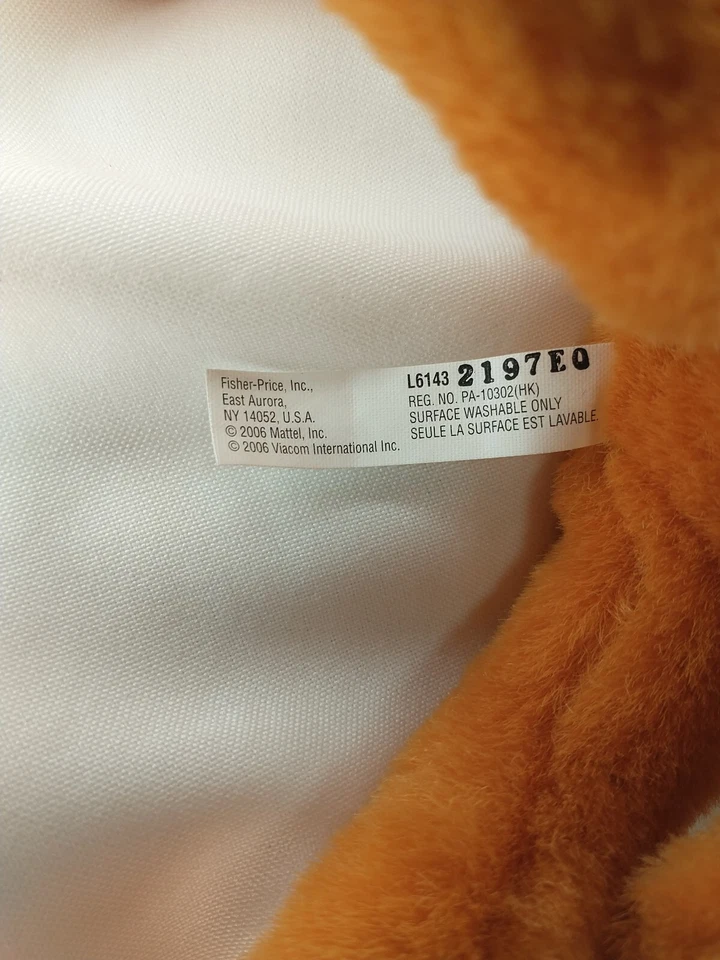 Fisher-Price, Inc.,
East Aurora,
NY 14052, U.S.A.
© 2006 Mattel, Inc.
© 2006 Viacom International Inc.
L6143 2197E0
REG. NO. PA-10302(HK)
SURFACE WASHABLE ONLY
SEULE LA SURFACE EST LAVABLE.